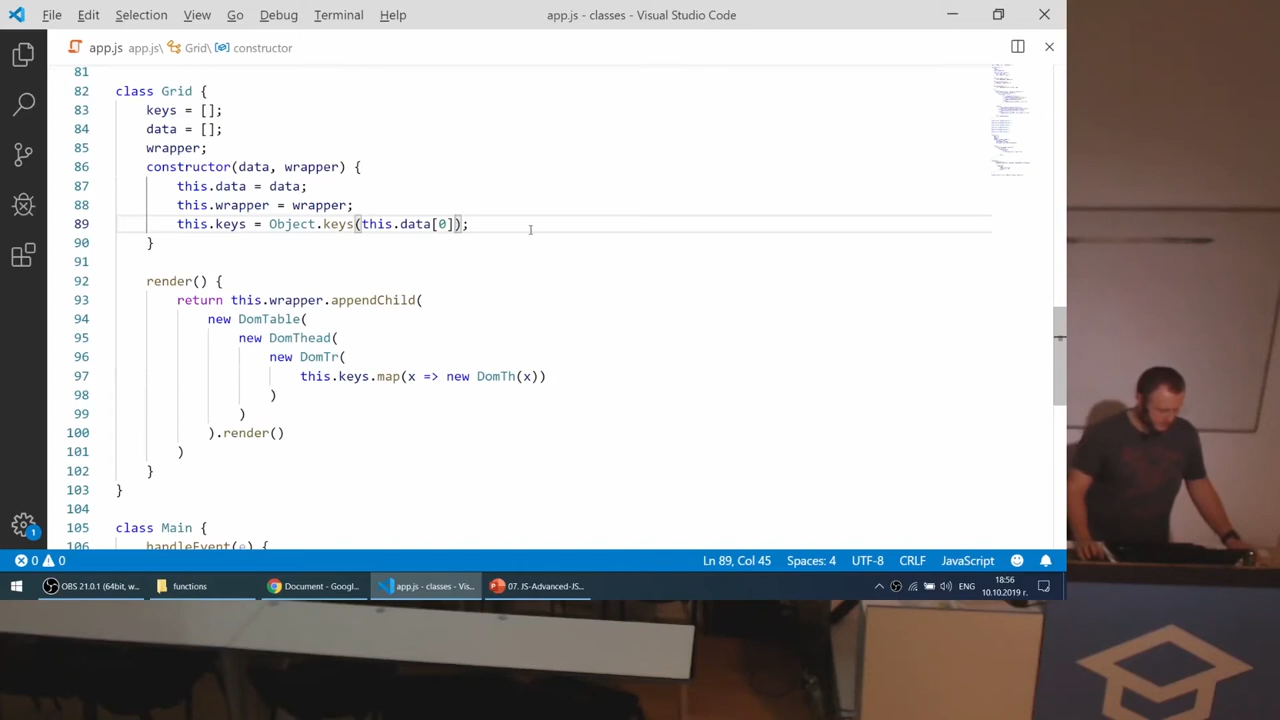 File Edit Selection View Go Debug Terminal Help app.js - classes - Visual Studio Code
app.js app.js\ Grid\ constructor
81
82 class Grid {
83 keys = [];
84 data = [];
85 wrapper;
86 constructor (data, wrapper) {
87 this.data = data;
88 this.wrapper = wrapper;
89 this.keys = Object.keys(this.data[0]);
90 }
91
92 render() {
93 return this.wrapper.appendChild(
94 new DomTable(
95 new DomThead(
96 new DomTr(
97 this.keys.map(x => new DomTh(x))
98 )
99 )
100 ).render()
101 )
102 }
103 }
104
105 class Main {
106 handleEvent(e) {
1
0 0 Ln 89, Col 45 Spaces: 4 UTF-8 CRLF JavaScript
OBS 21.0.1 (64bit, w... functions Document - Googl... app.js - classes - Vis... 07. JS-Advanced-JS... ENG 18:56
10.10.2019 г.